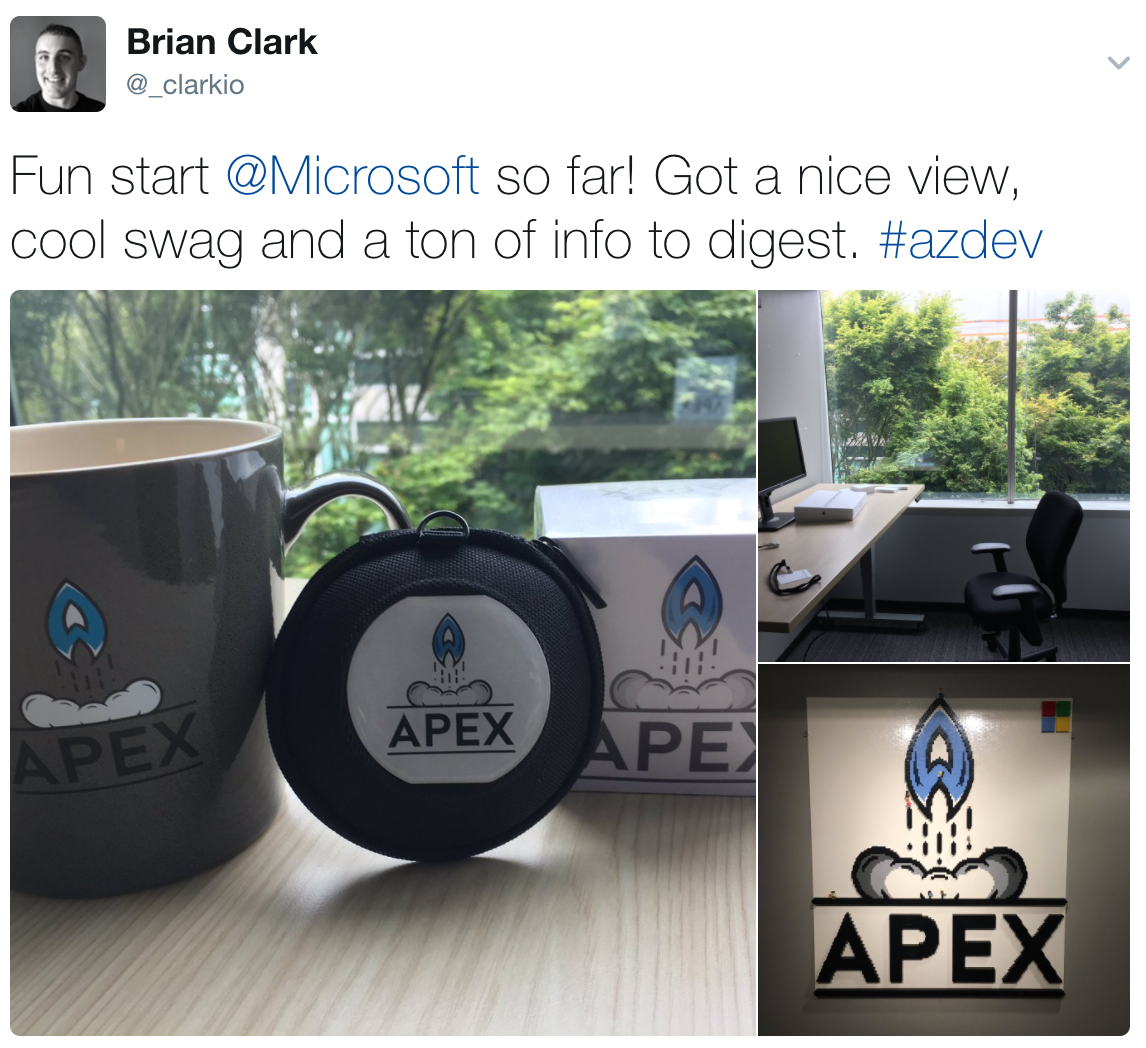 Brian Clark
@_clarkio
Fun start @Microsoft so far! Got a nice view,
cool swag and a ton of info to digest. #azdev
APEX
APEX
APEX
APEX